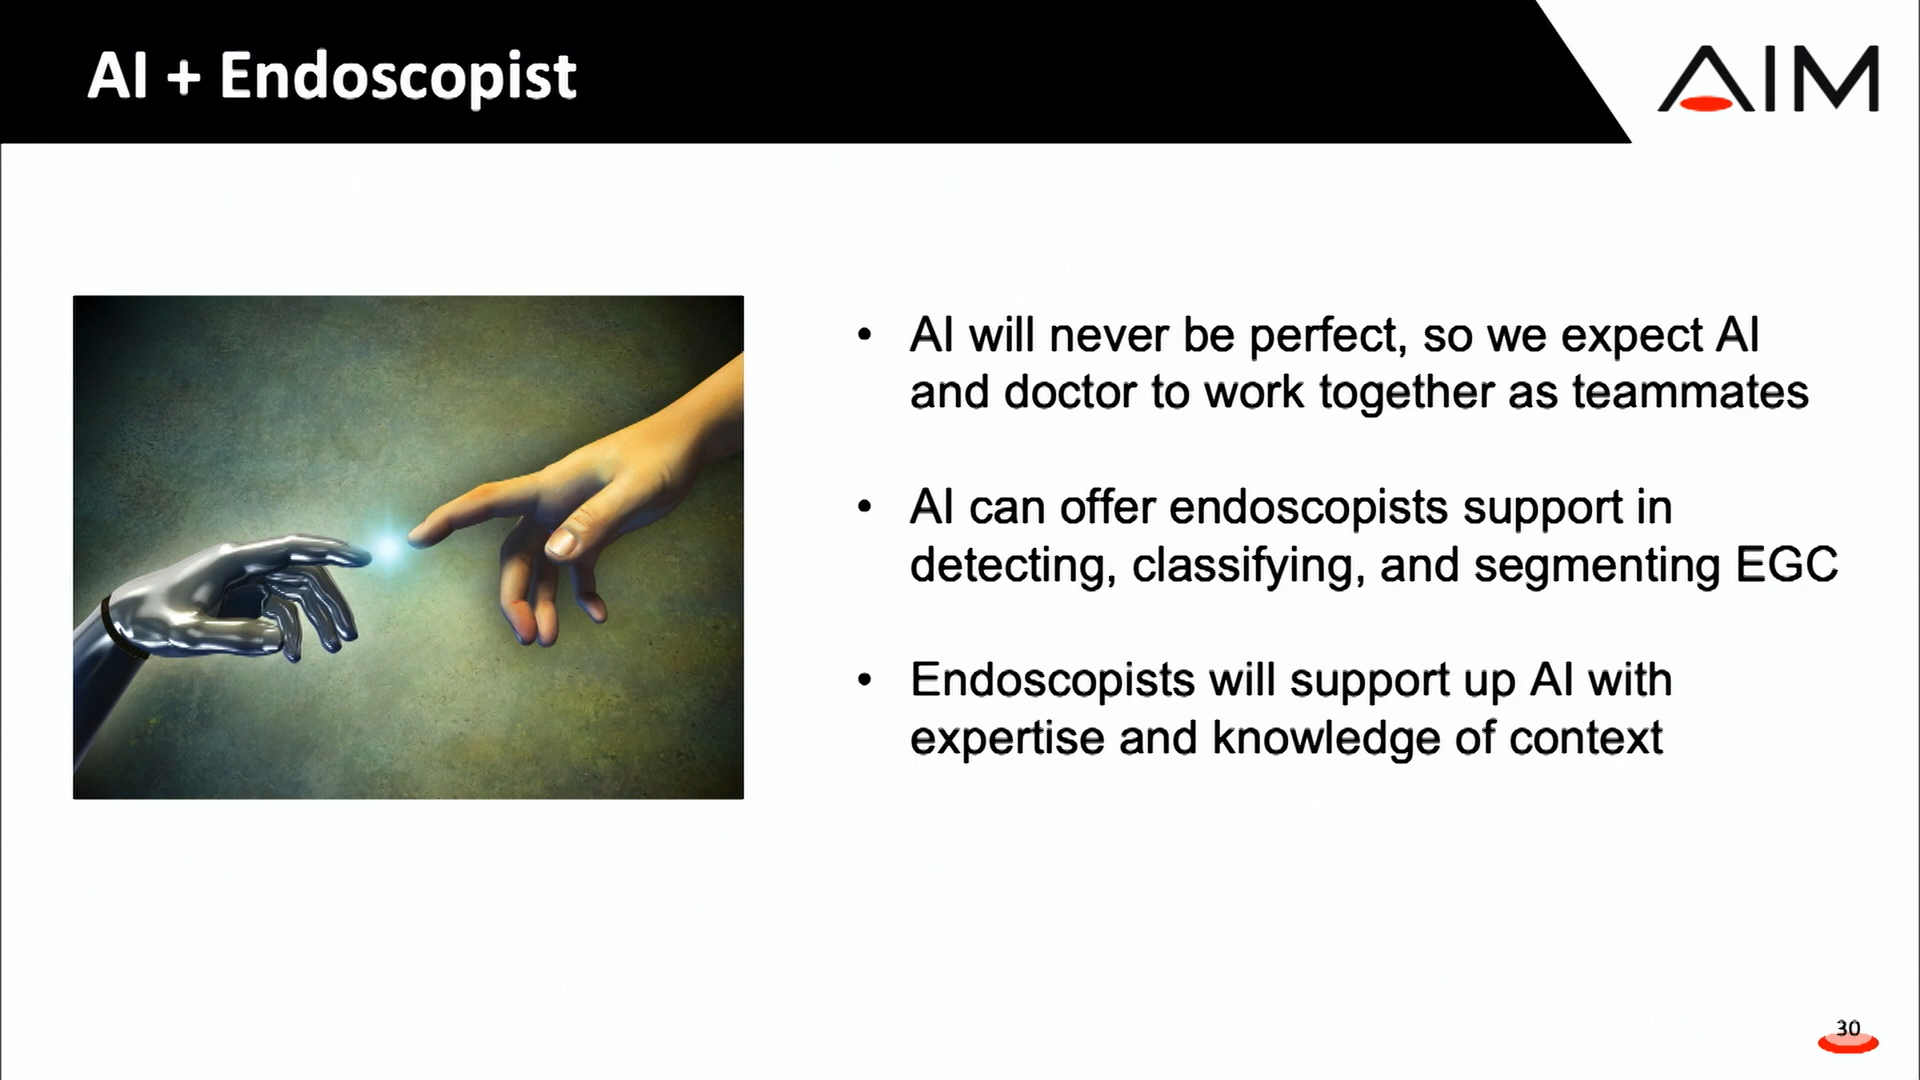 AI + Endoscopist
AIM
• AI will never be perfect, so we expect AI
and doctor to work together as teammates
• AI can offer endoscopists support in
detecting, classifying, and segmenting EGC
• Endoscopists will support up AI with
expertise and knowledge of context
30